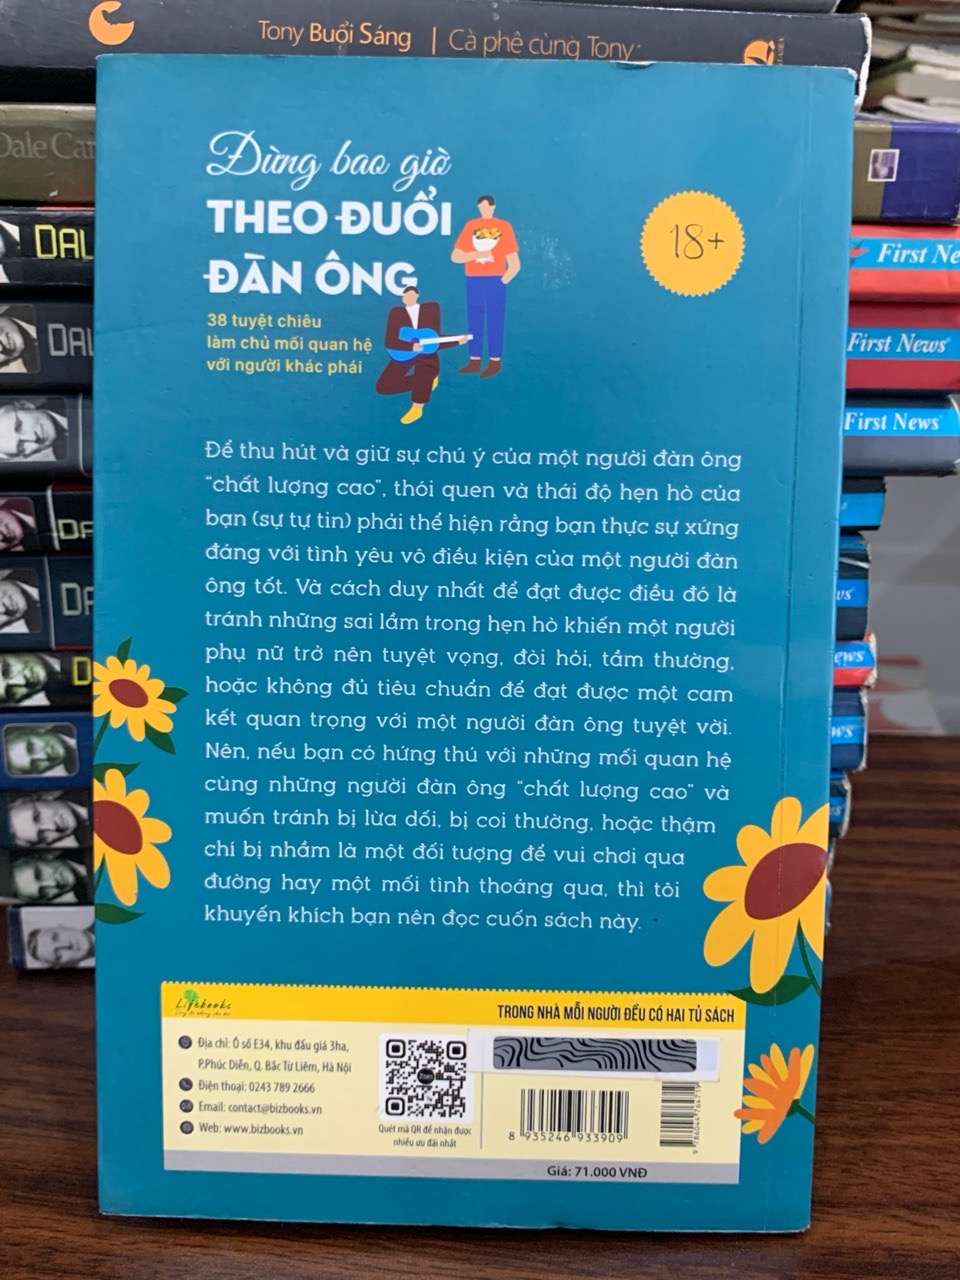 Tony Buổi Sáng | Cà phê cùng Tony
Dale Car
DAL
DAL
DA
DA
D
First Ne
First News
First News
us
ews
ws
Đừng bao giờ
THEO ĐUỔI
ĐÀN ÔNG
38 tuyệt chiêu
làm chủ mối quan hệ
với người khác phái
18+
Để thu hút và giữ sự chú ý của một người đàn ông
“chất lượng cao”, thói quen và thái độ hẹn hò của
bạn (sự tự tin) phải thể hiện rằng bạn thực sự xứng
đáng với tình yêu vô điều kiện của một người đàn
ông tốt. Và cách duy nhất để đạt được điều đó là
tránh những sai lầm trong hẹn hò khiến một người
phụ nữ trở nên tuyệt vọng, đòi hỏi, tầm thường,
hoặc không đủ tiêu chuẩn để đạt được một cam
kết quan trọng với một người đàn ông tuyệt vời.
Nên, nếu bạn có hứng thú với những mối quan hệ
cùng những người đàn ông “chất lượng cao” và
muốn tránh bị lừa dối, bị coi thường, hoặc thậm
chí bị nhầm là một đối tượng để vui chơi qua
đường hay một mối tình thoáng qua, thì tôi
khuyến khích bạn nên đọc cuốn sách này.
Lifebooks
TRONG NHÀ MỖI NGƯỜI ĐỀU CÓ HAI TỦ SÁCH
Địa chỉ: Ô số E34, khu đấu giá 3ha,
P.Phúc Diễn, Q. Bắc Từ Liêm, Hà Nội
Điện thoại: 0243 789 2666
Email: contact@bizbooks.vn
Web: www.bizbooks.vn
Zalo
Quét mã QR để nhận được
nhiều ưu đãi nhất
8 935246 933909
Giá: 71.000 VNĐ